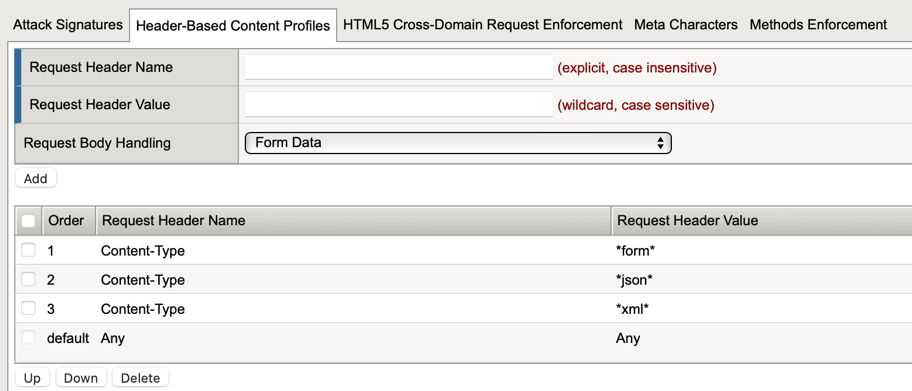 Attack Signatures Header-Based Content Profiles HTML5 Cross-Domain Request Enforcement Meta Characters Methods Enforcement
Request Header Name (explicit, case insensitive)
Request Header Value (wildcard, case sensitive)
Request Body Handling Form Data
Add
Order Request Header Name Request Header Value
1 Content-Type *form*
2 Content-Type *json*
3 Content-Type *xml*
default Any Any
Up Down Delete